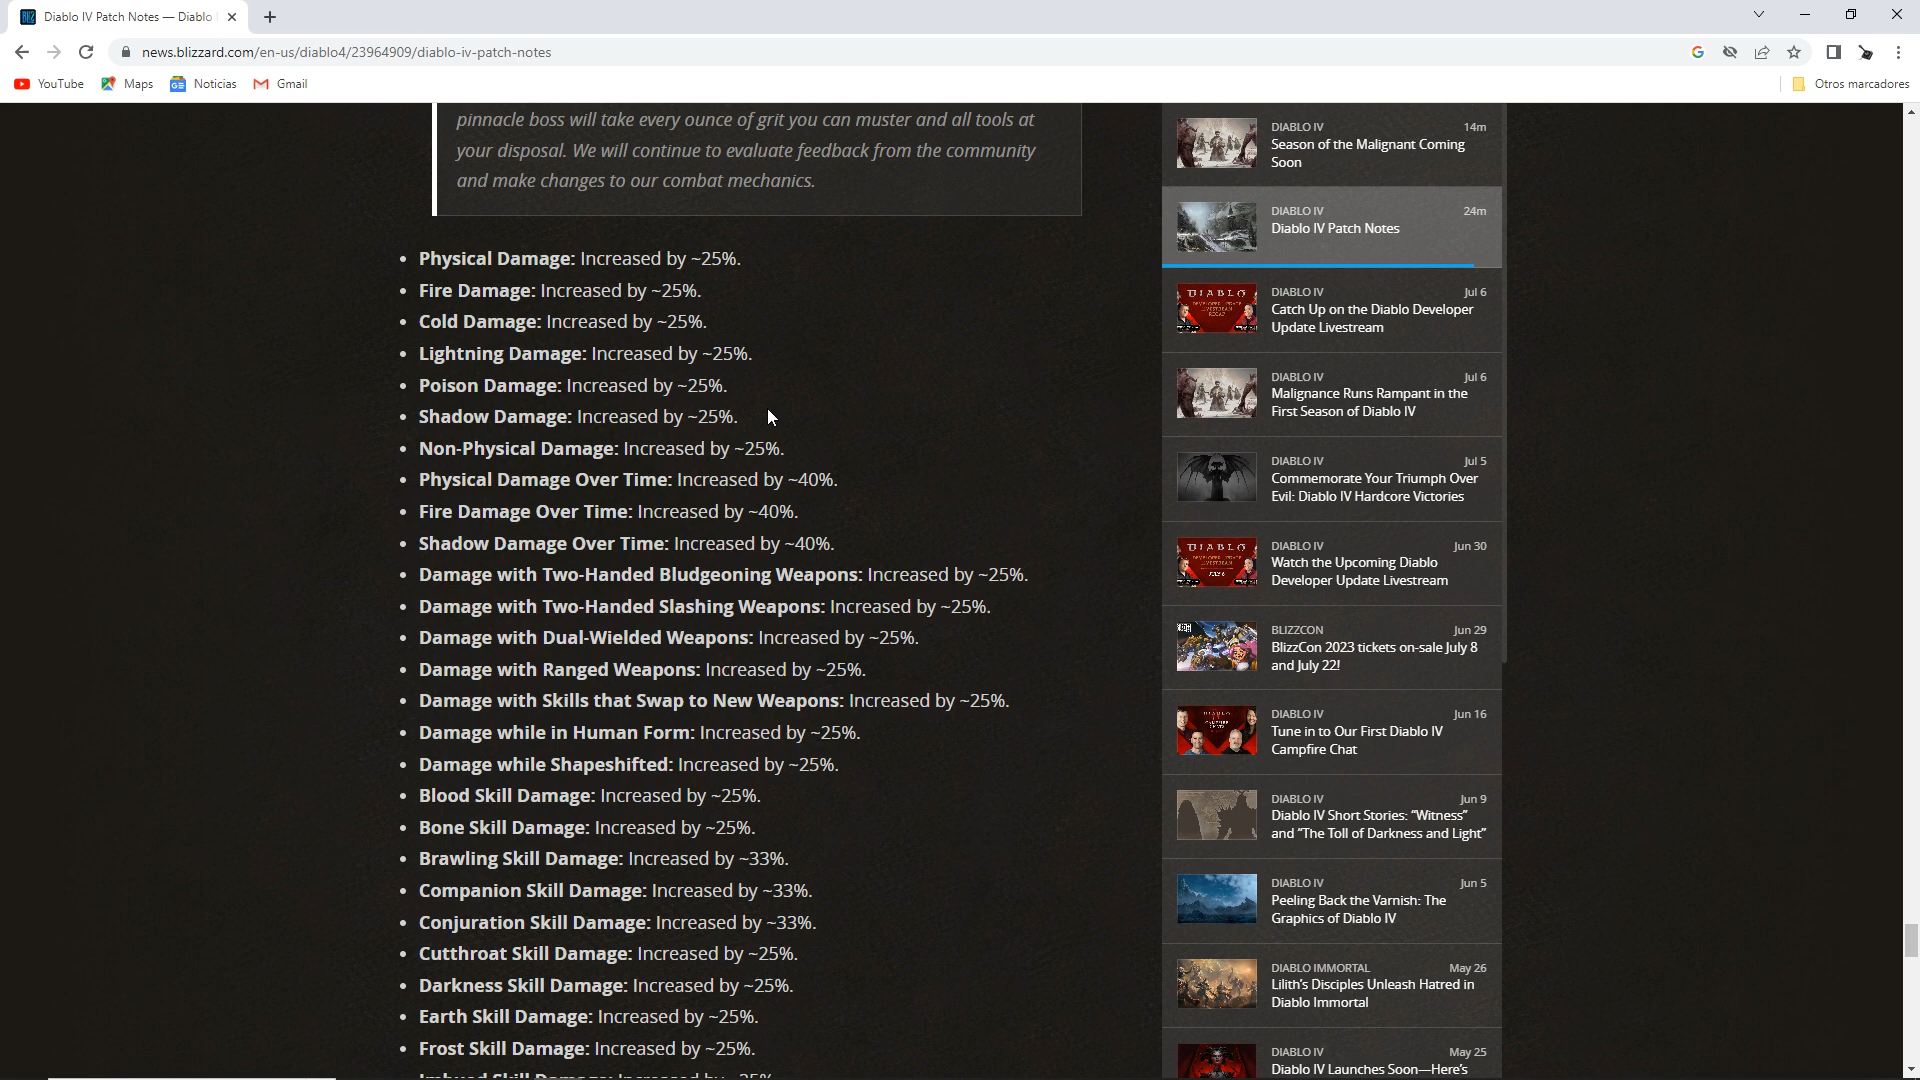 Diablo IV Patch Notes — Diablo
news.blizzard.com/en-us/diablo4/23964909/diablo-iv-patch-notes
YouTube
Maps
Noticias
Gmail
Otros marcadores
pinnacle boss will take every ounce of grit you can muster and all tools at
your disposal. We will continue to evaluate feedback from the community
and make changes to our combat mechanics.
• Physical Damage: Increased by ~25%.
• Fire Damage: Increased by ~25%.
• Cold Damage: Increased by ~25%.
• Lightning Damage: Increased by ~25%.
• Poison Damage: Increased by ~25%.
• Shadow Damage: Increased by ~25%.
• Non-Physical Damage: Increased by ~25%.
• Physical Damage Over Time: Increased by ~40%.
• Fire Damage Over Time: Increased by ~40%.
• Shadow Damage Over Time: Increased by ~40%.
• Damage with Two-Handed Bludgeoning Weapons: Increased by ~25%.
• Damage with Two-Handed Slashing Weapons: Increased by ~25%.
• Damage with Dual-Wielded Weapons: Increased by ~25%.
• Damage with Ranged Weapons: Increased by ~25%.
• Damage with Skills that Swap to New Weapons: Increased by ~25%.
• Damage while in Human Form: Increased by ~25%.
• Damage while Shapeshifted: Increased by ~25%.
• Blood Skill Damage: Increased by ~25%.
• Bone Skill Damage: Increased by ~25%.
• Brawling Skill Damage: Increased by ~33%.
• Companion Skill Damage: Increased by ~33%.
• Conjuration Skill Damage: Increased by ~33%.
• Cutthroat Skill Damage: Increased by ~25%.
• Darkness Skill Damage: Increased by ~25%.
• Earth Skill Damage: Increased by ~25%.
• Frost Skill Damage: Increased by ~25%.
DIABLO IV 14m
Season of the Malignant Coming
Soon
DIABLO IV 24m
Diablo IV Patch Notes
DIABLO IV Jul 6
Catch Up on the Diablo Developer
Update Livestream
DIABLO IV Jul 6
Malignance Runs Rampant in the
First Season of Diablo IV
DIABLO IV Jul 5
Commemorate Your Triumph Over
Evil: Diablo IV Hardcore Victories
DIABLO IV Jun 30
Watch the Upcoming Diablo
Developer Update Livestream
BLIZZCON Jun 29
BlizzCon 2023 tickets on-sale July 8
and July 22!
DIABLO IV Jun 16
Tune in to Our First Diablo IV
Campfire Chat
DIABLO IV Jun 9
Diablo IV Short Stories: “Witness”
and “The Toll of Darkness and Light”
DIABLO IV Jun 5
Peeling Back the Varnish: The
Graphics of Diablo IV
DIABLO IMMORTAL May 26
Lilith’s Disciples Unleash Hatred in
Diablo Immortal
DIABLO IV May 25
Diablo IV Launches Soon—Here’s